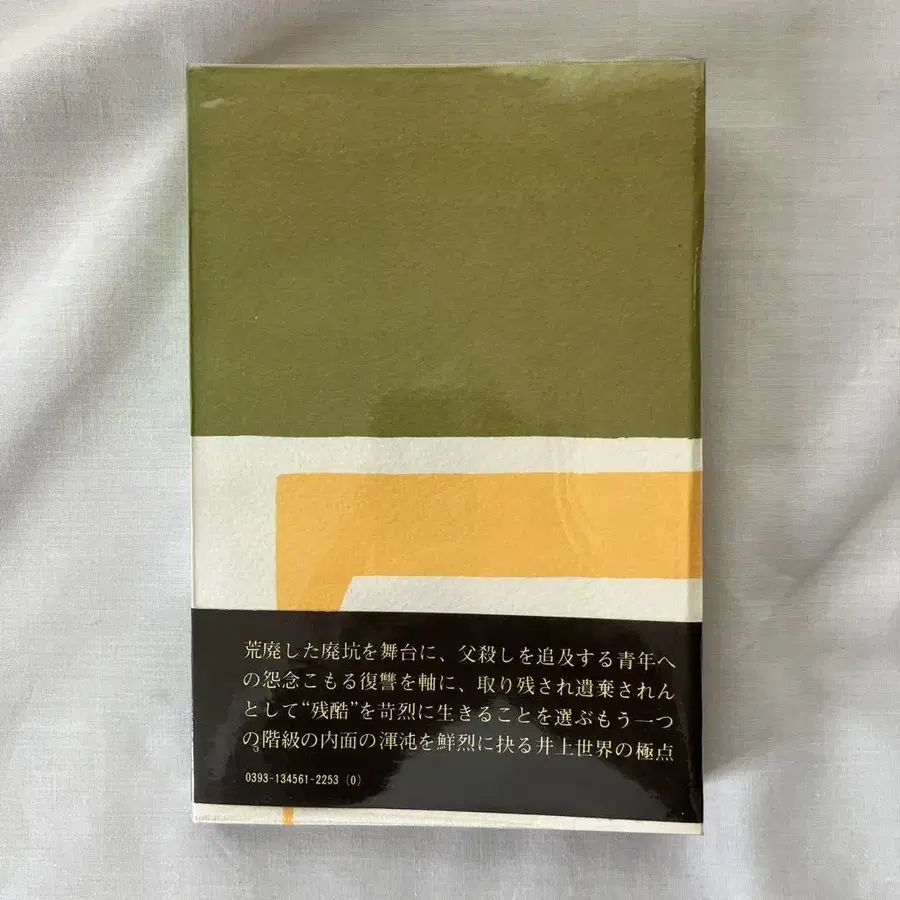 荒廃した廃坑を舞台に、父殺しを追及する青年へ
の怨念こもる復讐を軸に、取り残され遺棄されん
として“残酷”を苛烈に生きることを選ぶもう一つ
の階級の内面の渾沌を鮮烈に抉る井上世界の極点。
0393-134561-2253 (0)